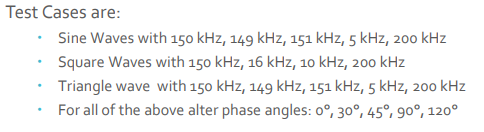 Test Cases are:
• Sine Waves with 150 kHz, 149 kHz, 151 kHz, 5 kHz, 200 kHz
• Square Waves with 150 kHz, 16 kHz, 10 kHz, 200 kHz
• Triangle wave  with 150 kHz, 149 kHz, 151 kHz, 5 kHz, 200 kHz
• For all of the above alter phase angles: 0°, 30°, 45°, 90°, 120°